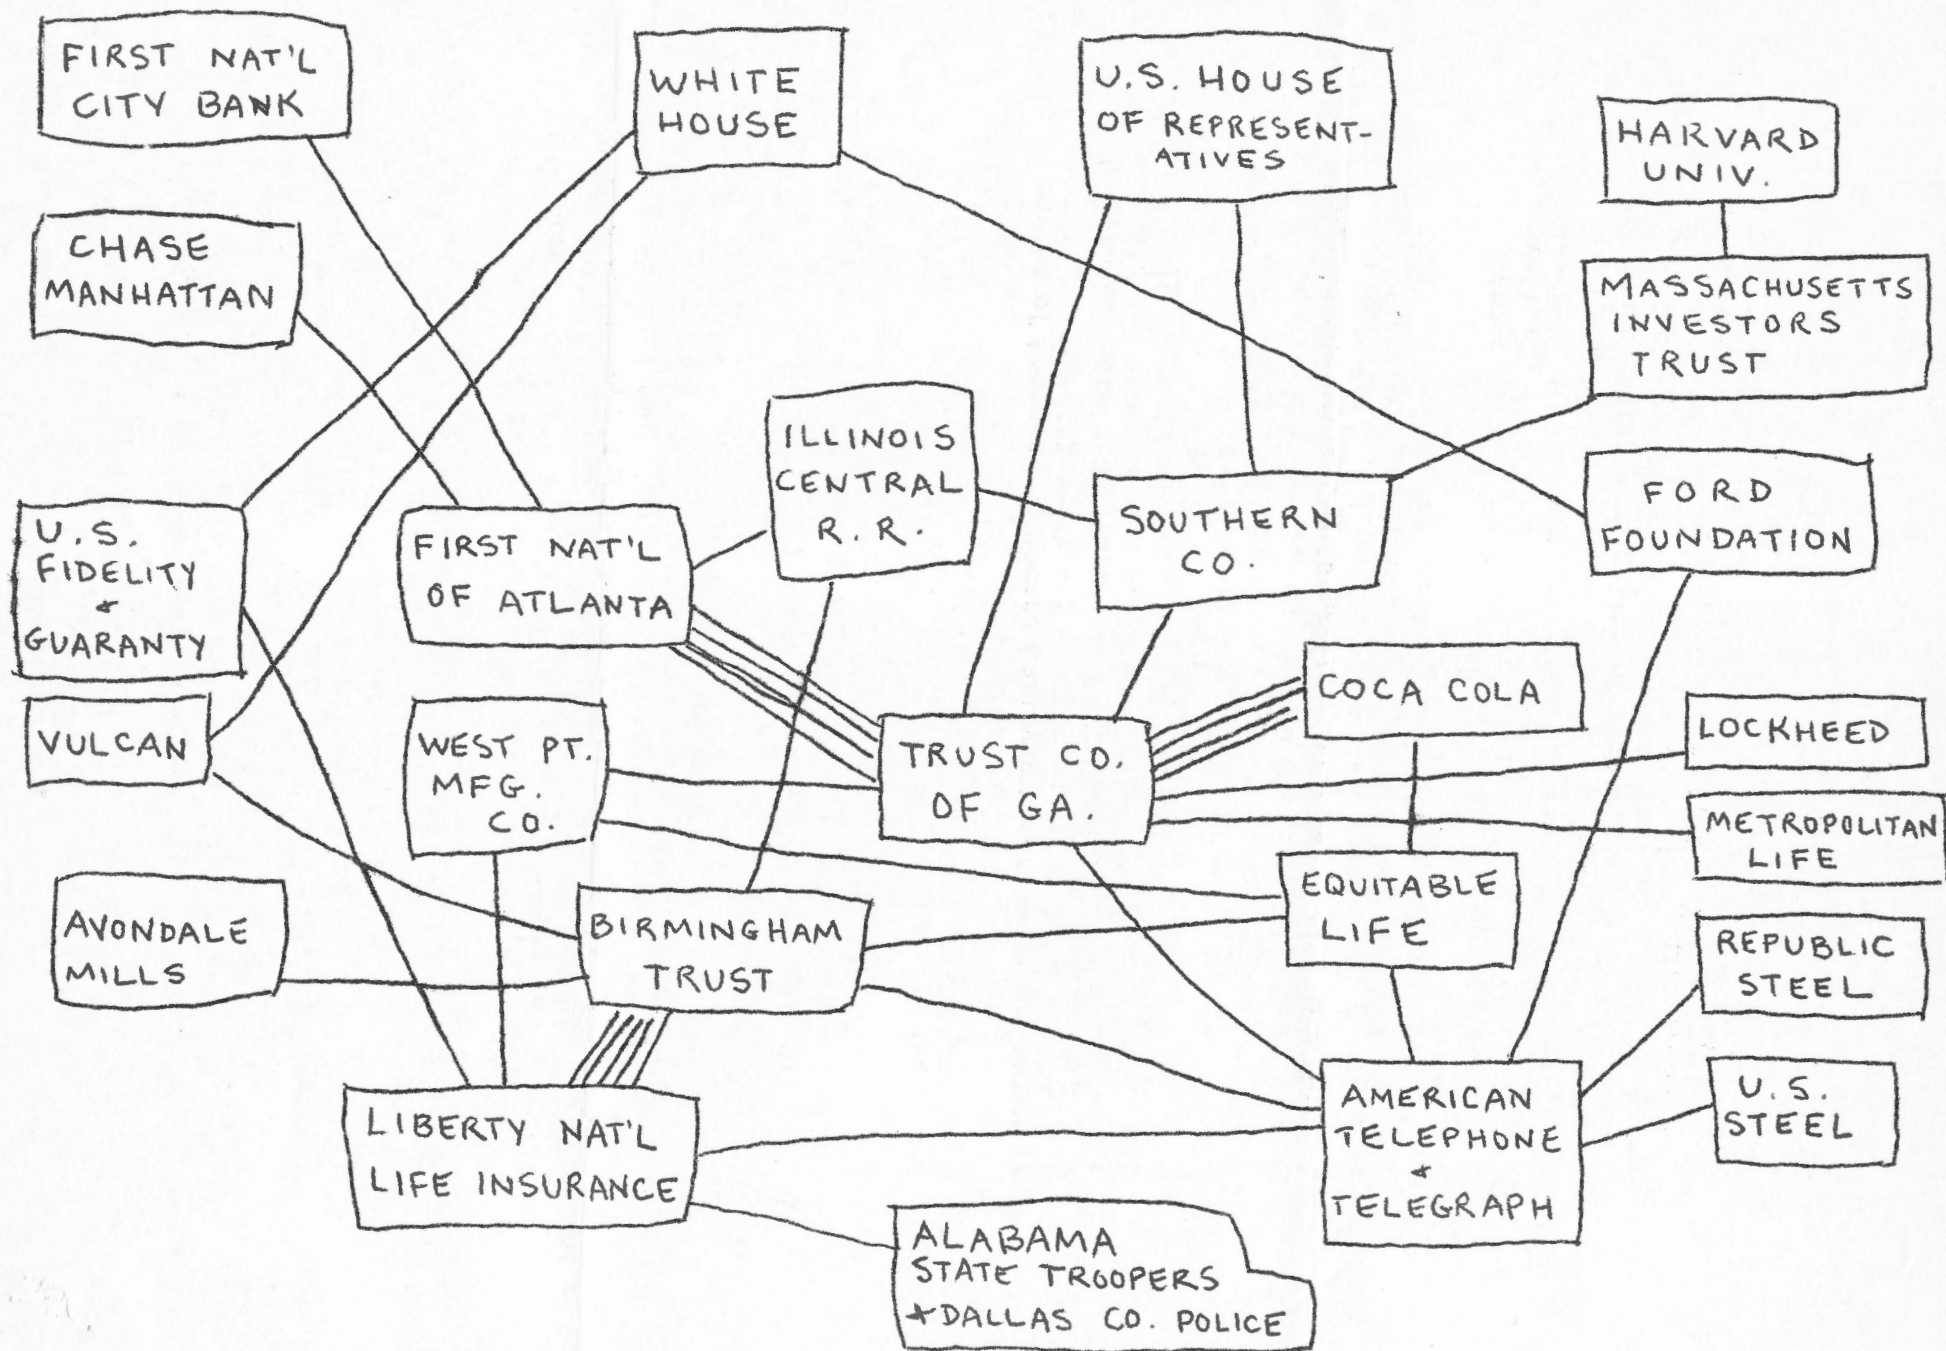 FIRST NAT'L
CITY BANK
WHITE
HOUSE
U.S. HOUSE
OF REPRESENT-
ATIVES
HARVARD
UNIV.
CHASE
MANHATTAN
MASSACHUSETTS
INVESTORS
TRUST
ILLINOIS
CENTRAL
R. R.
SOUTHERN
CO.
FORD
FOUNDATION
U.S.
FIDELITY
&
GUARANTY
FIRST NAT'L
OF ATLANTA
COCA COLA
VULCAN
WEST PT.
MFG.
CO.
TRUST CO.
OF GA.
LOCKHEED
METROPOLITAN
LIFE
AVONDALE
MILLS
BIRMINGHAM
TRUST
EQUITABLE
LIFE
REPUBLIC
STEEL
LIBERTY NAT'L
LIFE INSURANCE
AMERICAN
TELEPHONE
&
TELEGRAPH
U.S.
STEEL
ALABAMA
STATE TROOPERS
& DALLAS CO. POLICE